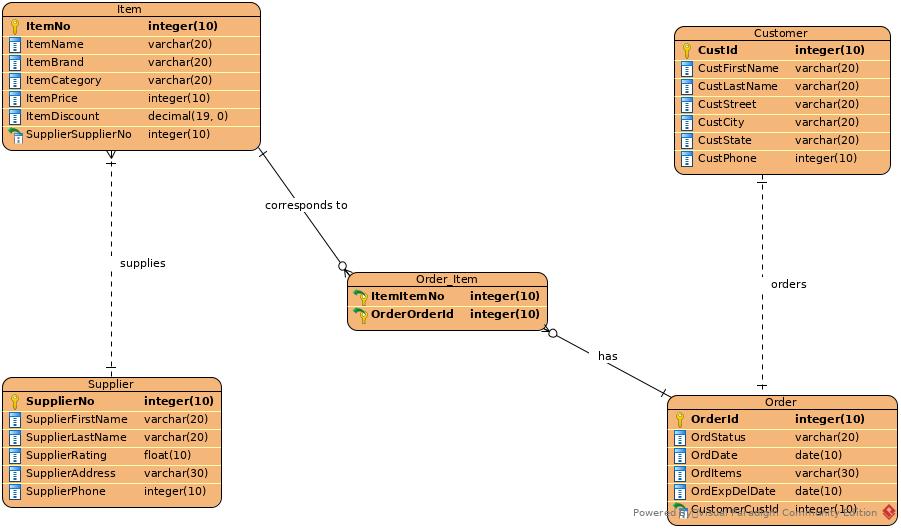 Item
ItemNo integer(10)
ItemName varchar(20)
ItemBrand varchar(20)
ItemCategory varchar(20)
ItemPrice integer(10)
ItemDiscount decimal(19, 0)
SupplierSupplierNo integer(10)
Customer
CustId integer(10)
CustFirstName varchar(20)
CustLastName varchar(20)
CustStreet varchar(20)
CustCity varchar(20)
CustState varchar(20)
CustPhone integer(10)
corresponds to
supplies
orders
Order_Item
ItemItemNo integer(10)
OrderOrderId integer(10)
has
Supplier
SupplierNo integer(10)
SupplierFirstName varchar(20)
SupplierLastName varchar(20)
SupplierRating float(10)
SupplierAddress varchar(30)
SupplierPhone integer(10)
Order
OrderId integer(10)
OrdStatus varchar(20)
OrdDate date(10)
OrdItems varchar(30)
OrdExpDelDate date(10)
CustomerCustId integer(10)
Powered By Visual Paradigm Community Edition